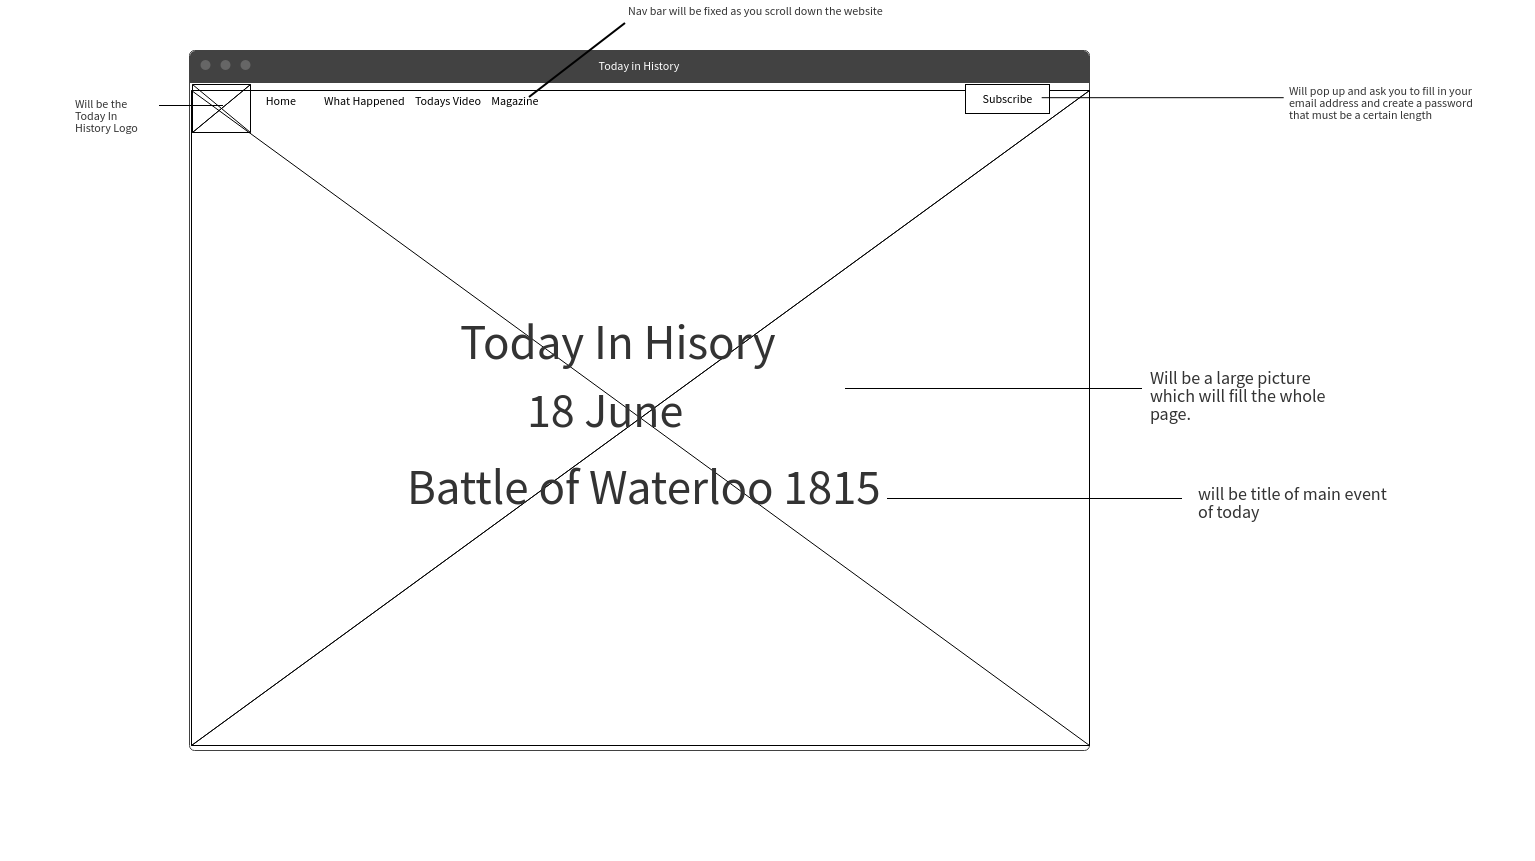 Nav bar will be fixed as you scroll down the website
Today in History
Will be the
Today In
History Logo
Home What Happened Todays Video Magazine
Subscribe
Will pop up and ask you to fill in your
email address and create a password
that must be a certain length
Today In Hisory
18 June
Battle of Waterloo 1815
Will be a large picture
which will fill the whole
page.
will be title of main event
of today